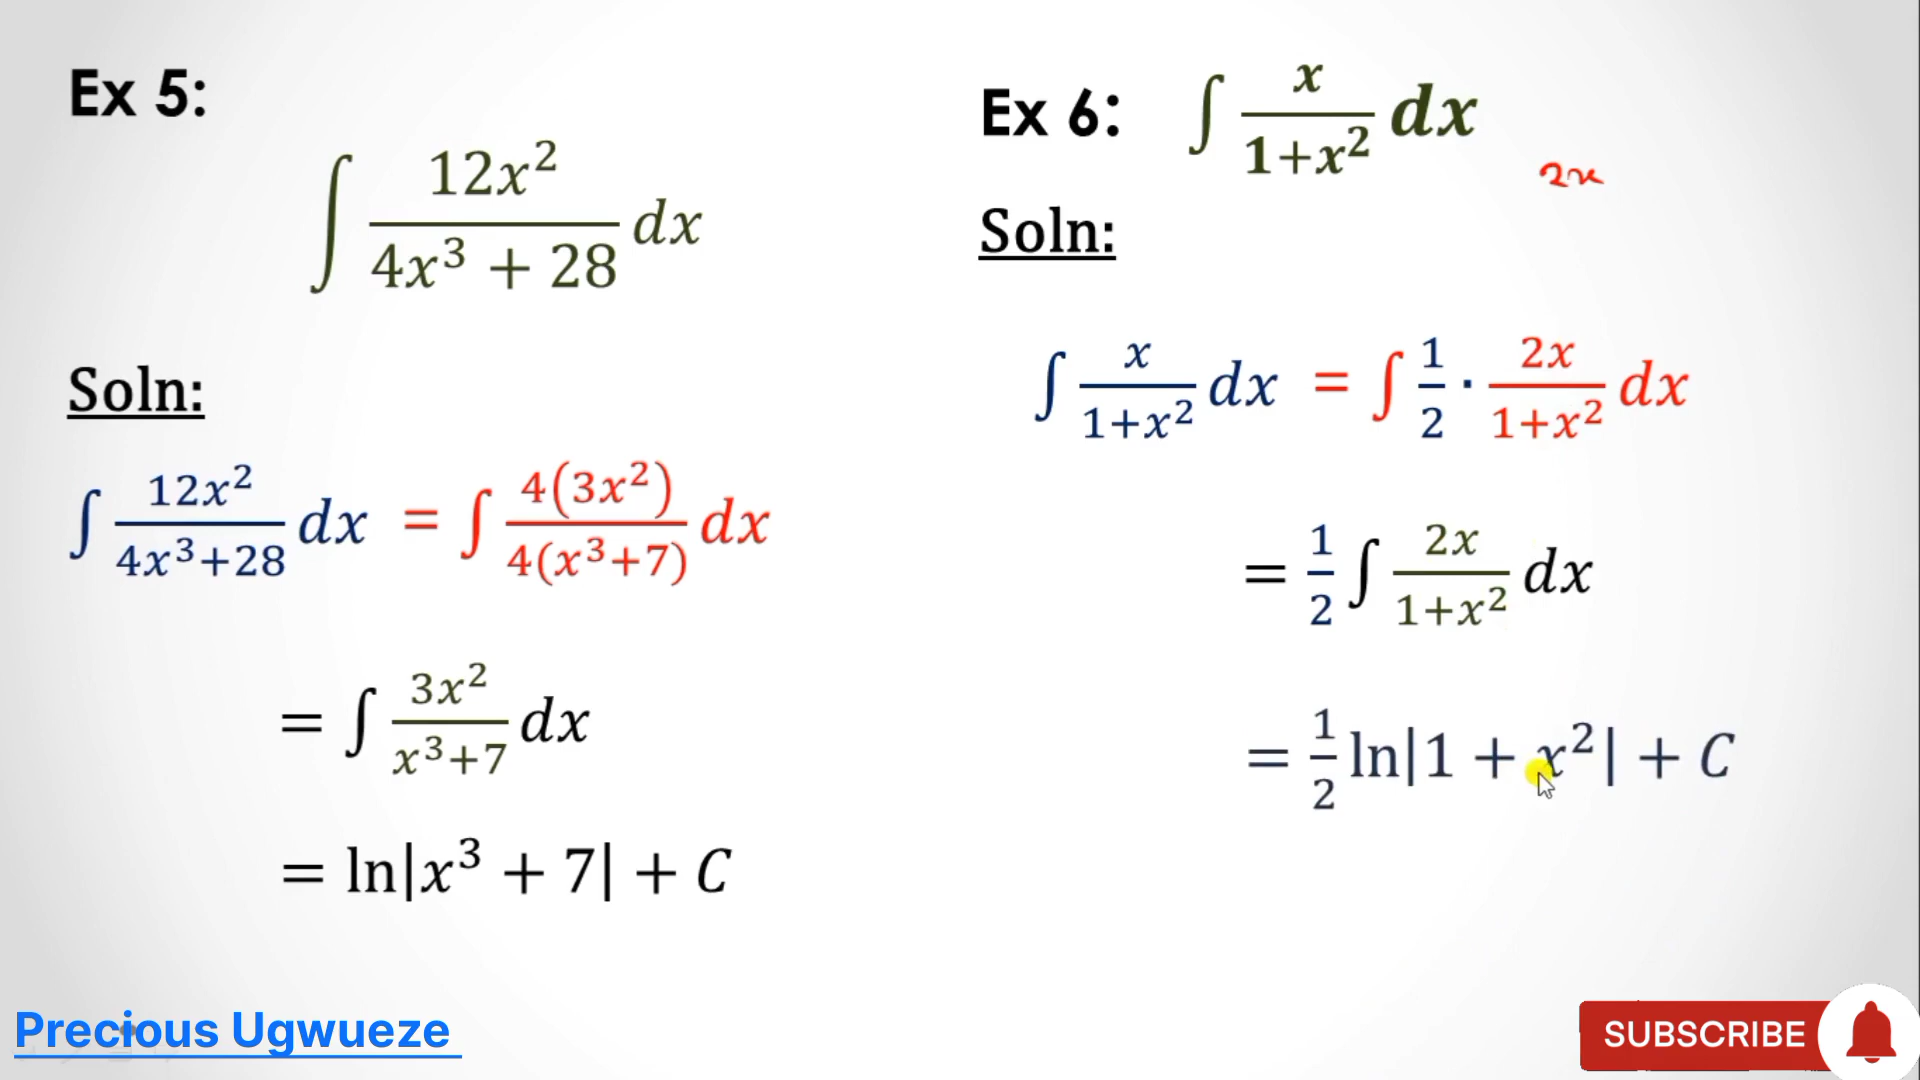 Ex 5:
∫ 12x²/(4x³ + 28) dx
Soln:
∫ 12x²/(4x³+28) dx = ∫ 4(3x²)/(4(x³+7)) dx
= ∫ 3x²/(x³+7) dx
= ln|x³ + 7| + C
Ex 6: ∫ x/(1+x²) dx
2x
Soln:
∫ x/(1+x²) dx = ∫ 1/2 · 2x/(1+x²) dx
= 1/2 ∫ 2x/(1+x²) dx
= 1/2 ln|1 + x²| + C
Precious Ugwueze
SUBSCRIBE